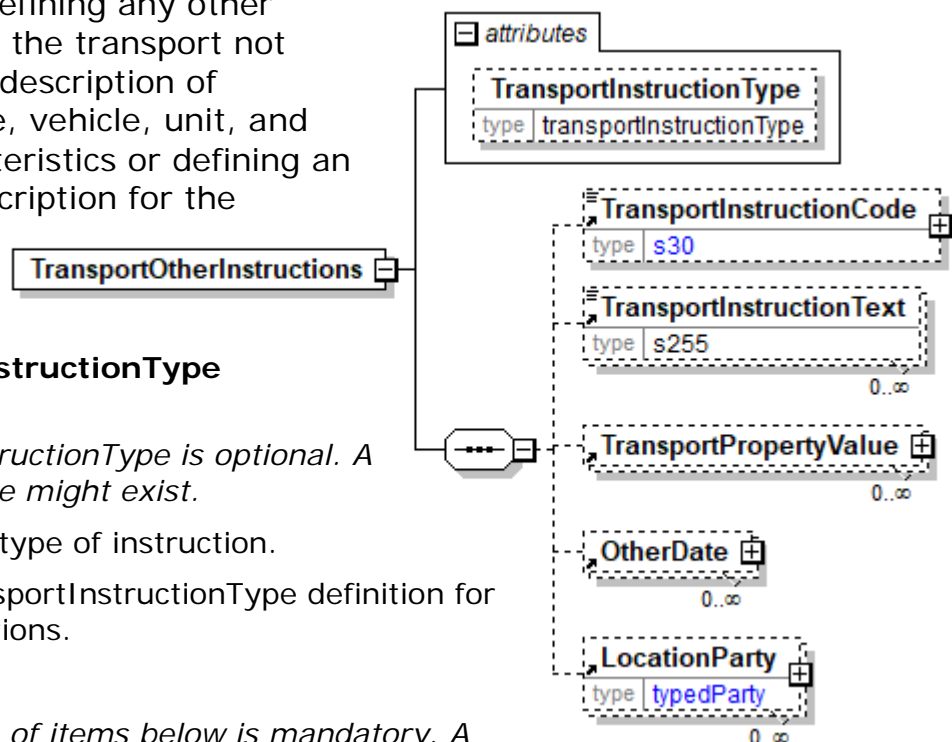 efining any other
the transport not
description of
e, vehicle, unit, and
teristics or defining an
cription for the
structionType
ructionType is optional. A
e might exist.
type of instruction.
sportInstructionType definition for
ions.
of items below is mandatory. A
TransportOtherInstructions
attributes
TransportInstructionType
type transportInstructionType
TransportInstructionCode
type s30
TransportInstructionText
type s255
0..∞
TransportPropertyValue
0..∞
OtherDate
0..∞
LocationParty
type typedParty
0..∞